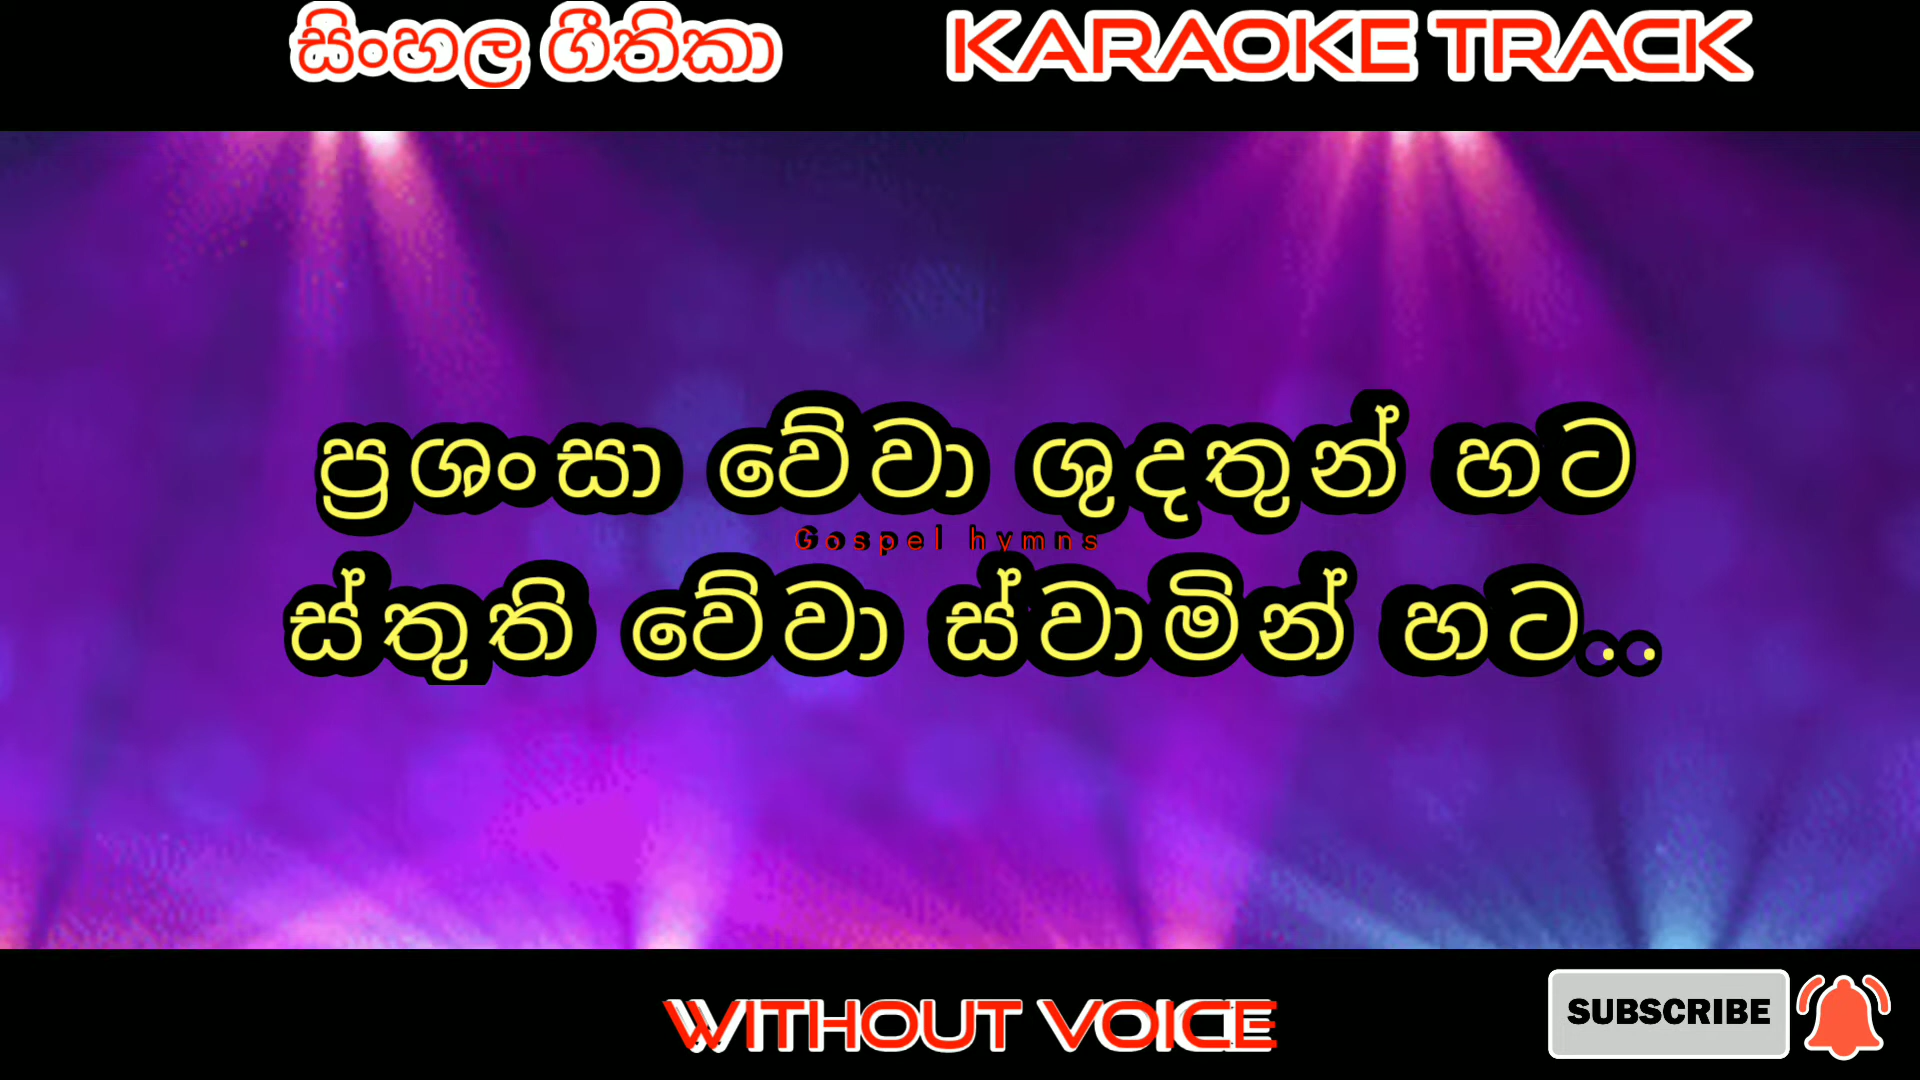 සිංහල ගීතිකා KARAOKE TRACK
ප්‍රශංසා වේවා ශුදතුන් හට
Gospel hymns
ස්තුති වේවා ස්වාමින් හට..
WITHOUT VOICE
SUBSCRIBE